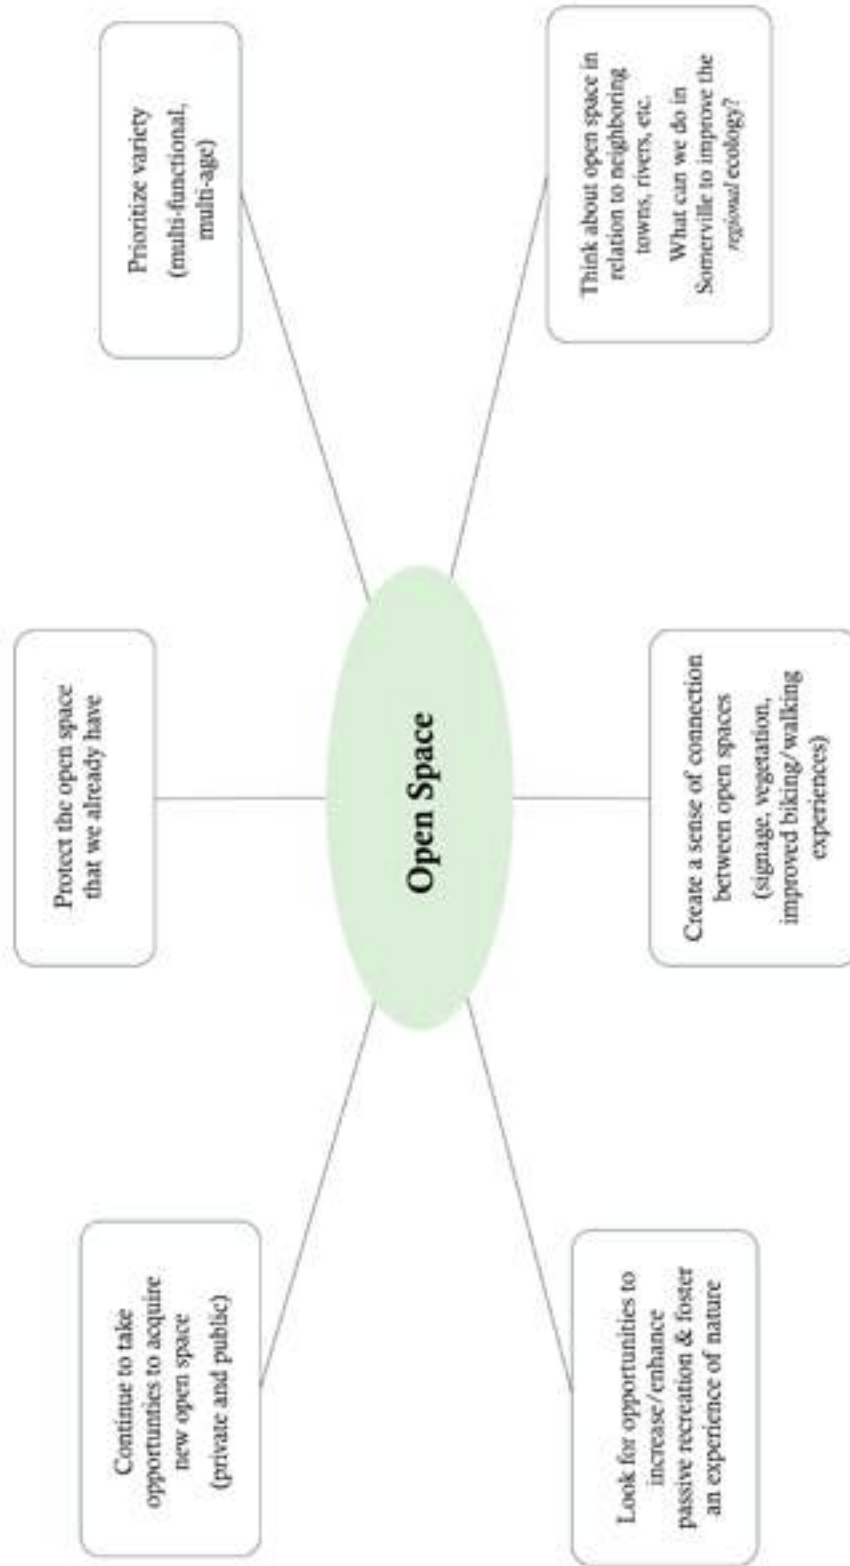 Continue to take
opportunities to acquire
new open space
(private and public)
Protect the open space
that we already have
Prioritize variety
(multi-functional,
multi-age)
Open Space
Look for opportunities to
increase/enhance
passive recreation & foster
an experience of nature
Create a sense of connection
between open spaces
(signage, vegetation,
improved biking/walking
experiences)
Think about open space in
relation to neighboring
towns, rivers, etc.
What can we do in
Somerville to improve the
regional ecology?